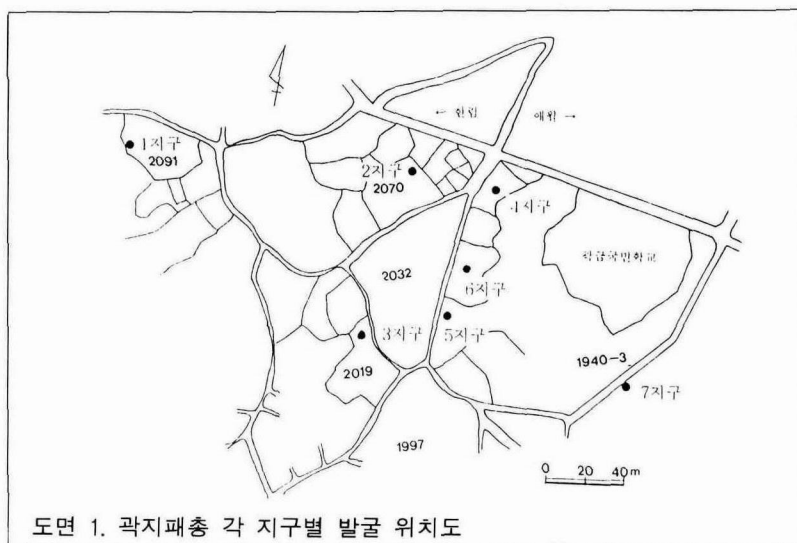 ← 한림
애월 →
1지구
2091
2지구
2070
4지구
곽금국민학교
2032
6지구
3지구
5지구
2019
1940-3
7지구
1997
0 20 40m
도면 1. 곽지패총 각 지구별 발굴 위치도